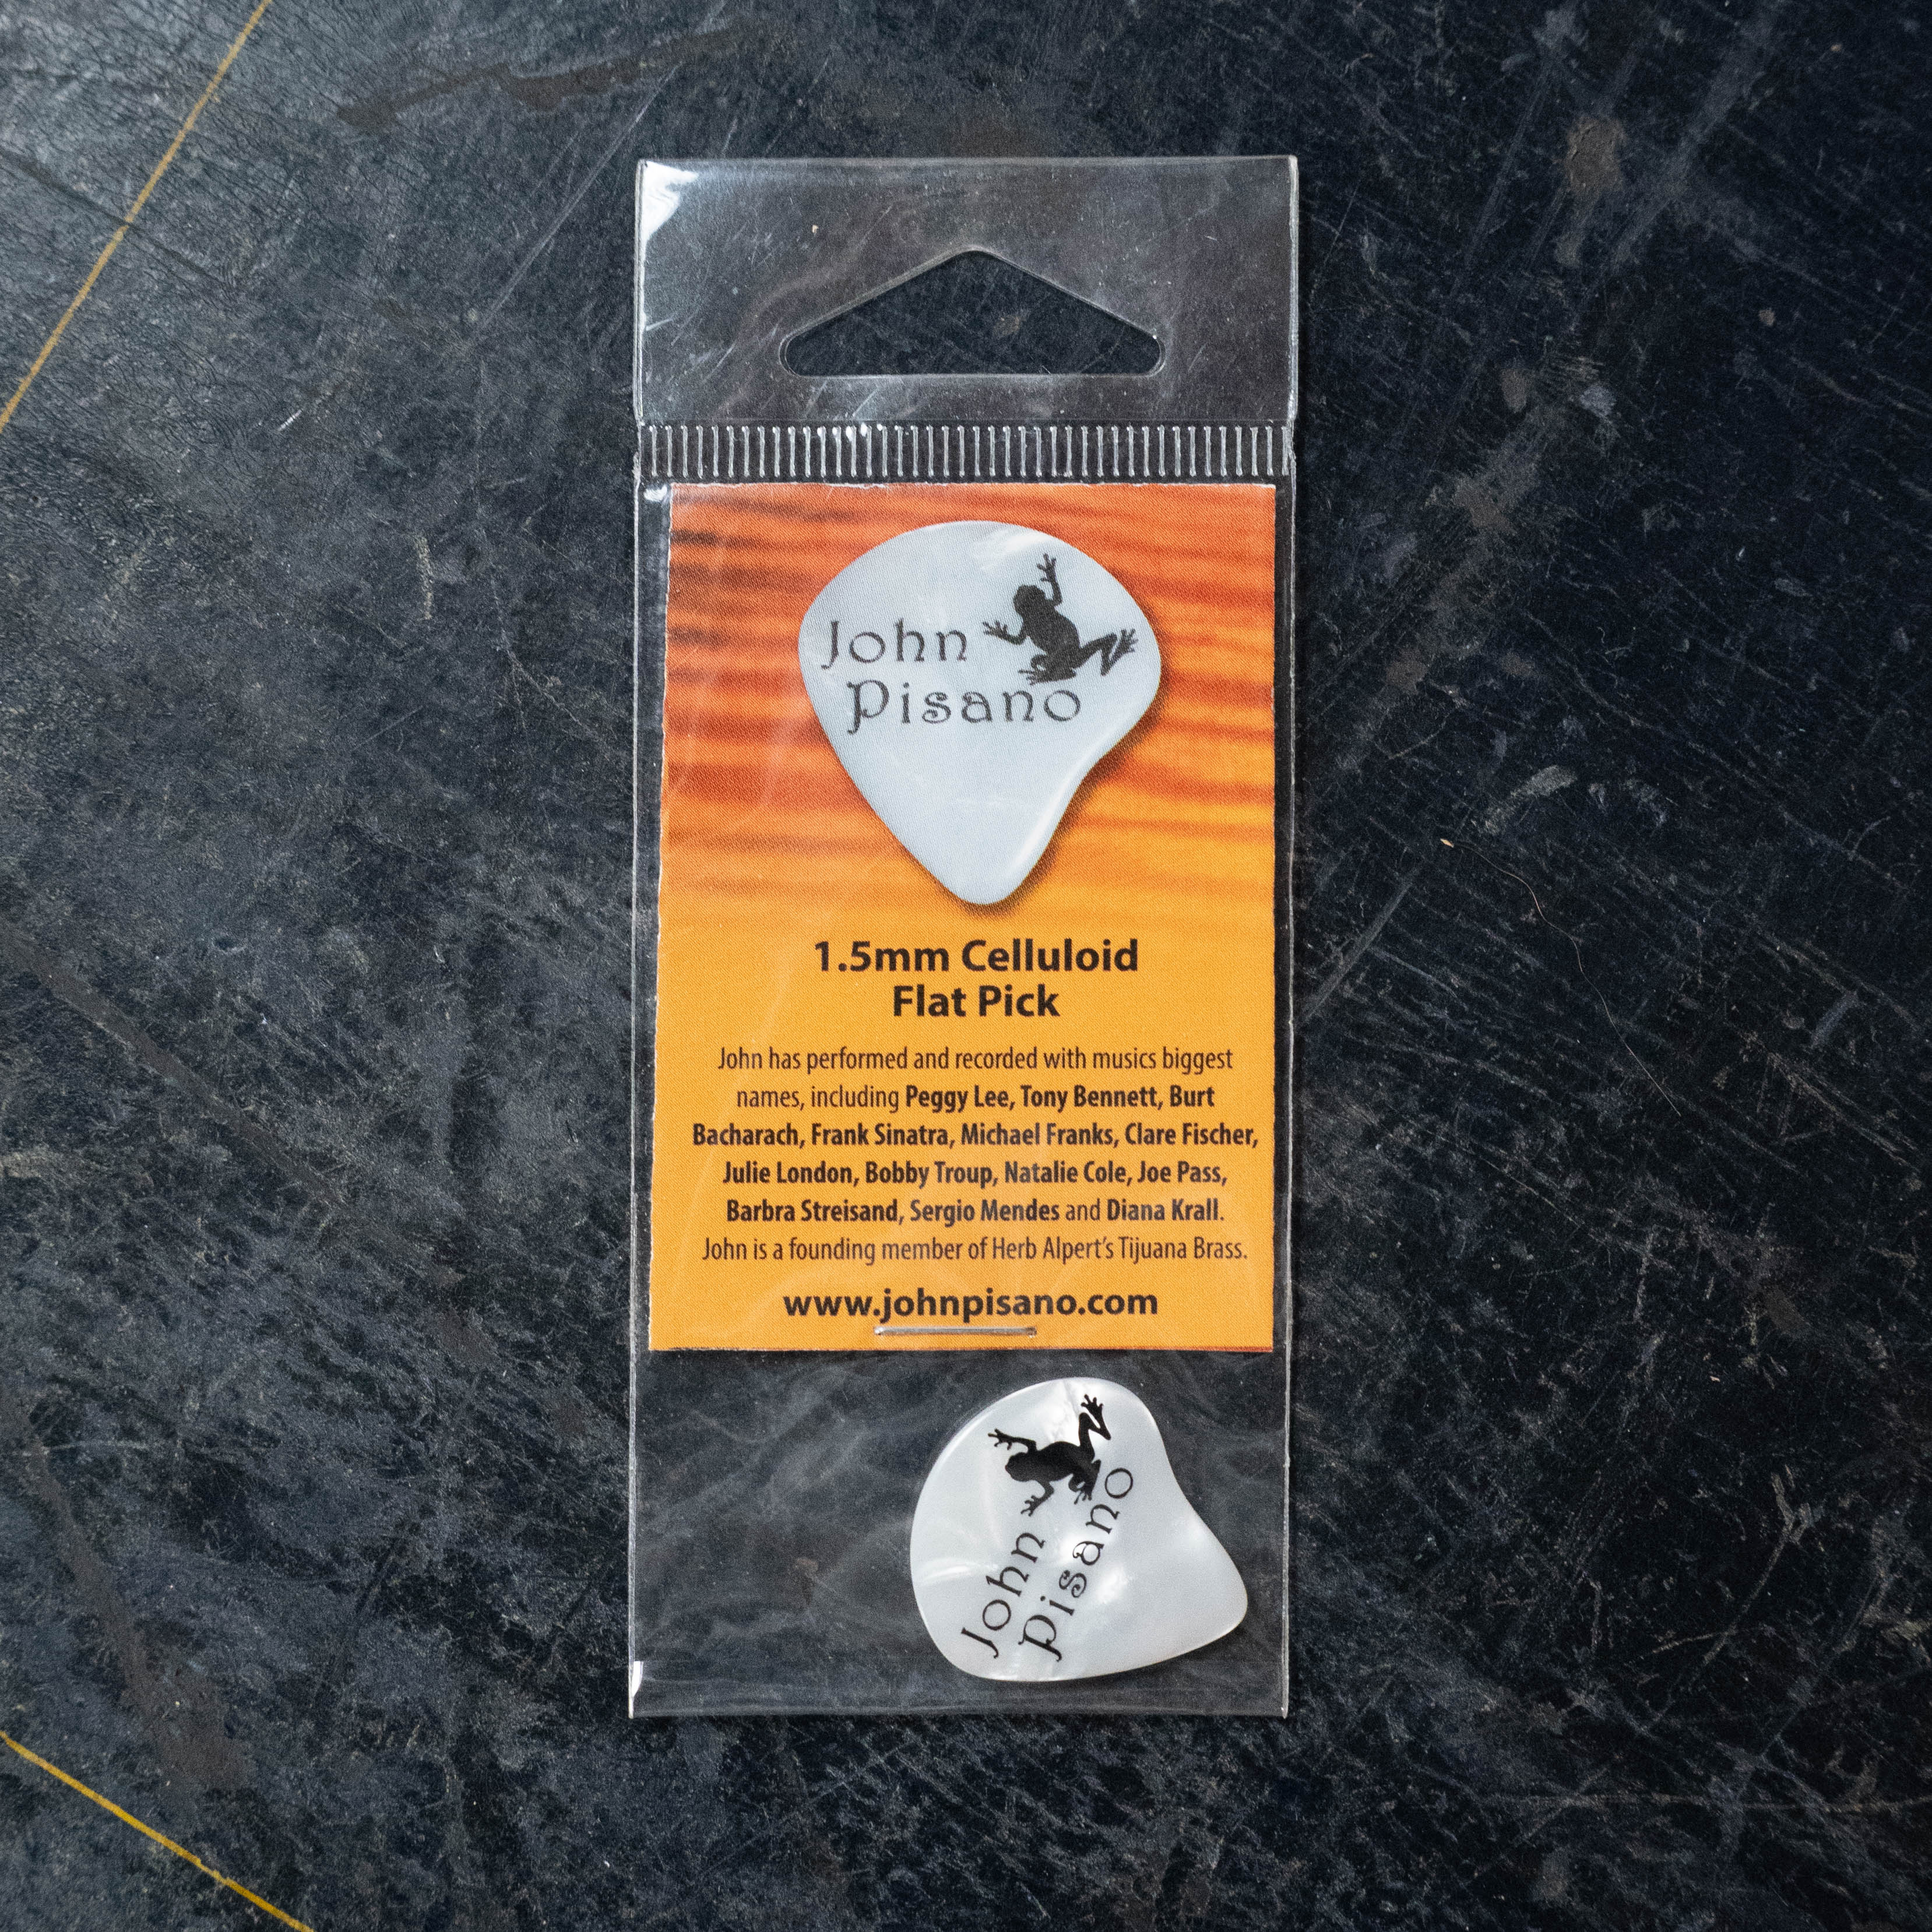 John
Pisano
1.5mm Celluloid
Flat Pick
John has performed and recorded with musics biggest
names, including Peggy Lee, Tony Bennett, Burt
Bacharach, Frank Sinatra, Michael Franks, Clare Fischer,
Julie London, Bobby Troup, Natalie Cole, Joe Pass,
Barbra Streisand, Sergio Mendes and Diana Krall.
John is a founding member of Herb Alpert's Tijuana Brass.
www.johnpisano.com
John
Pisano